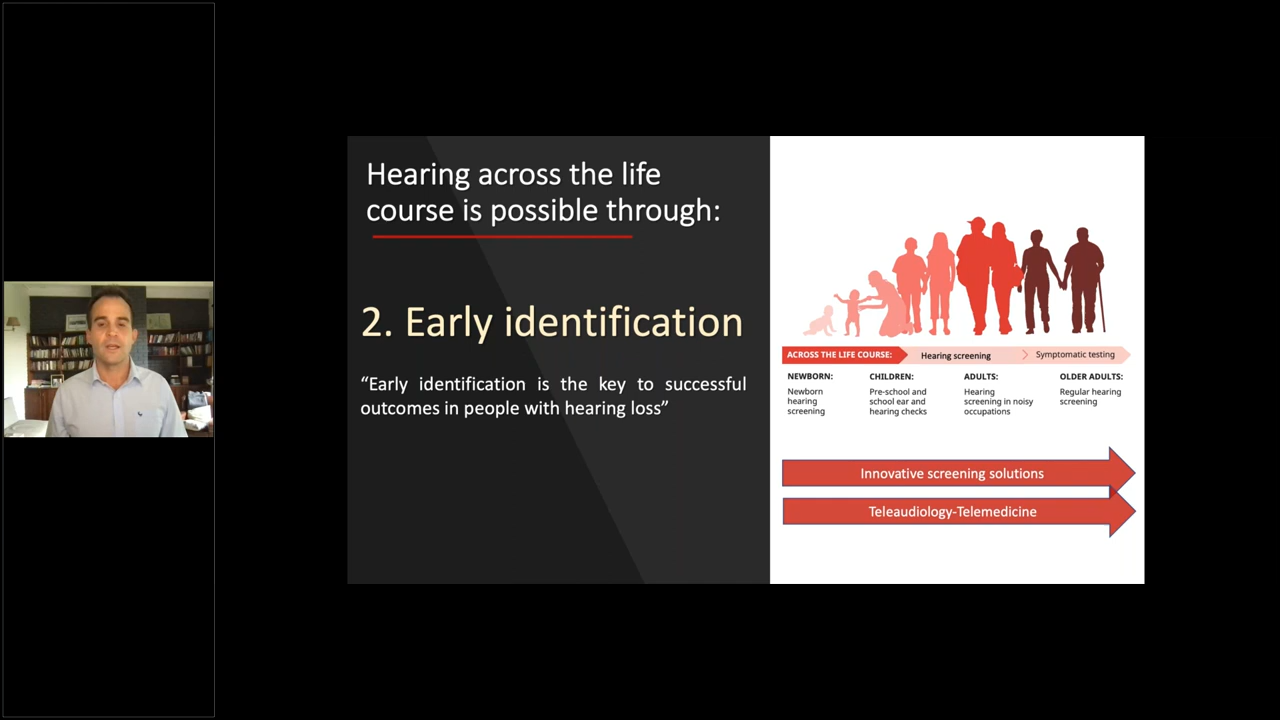 Hearing across the life
course is possible through:
2. Early identification
“Early identification is the key to successful
outcomes in people with hearing loss”
ACROSS THE LIFE COURSE:
Hearing screening
Symptomatic testing
NEWBORN:
Newborn
hearing
screening
CHILDREN:
Pre-school and
school ear and
hearing checks
ADULTS:
Hearing
screening in noisy
occupations
OLDER ADULTS:
Regular hearing
screening
Innovative screening solutions
Teleaudiology-Telemedicine